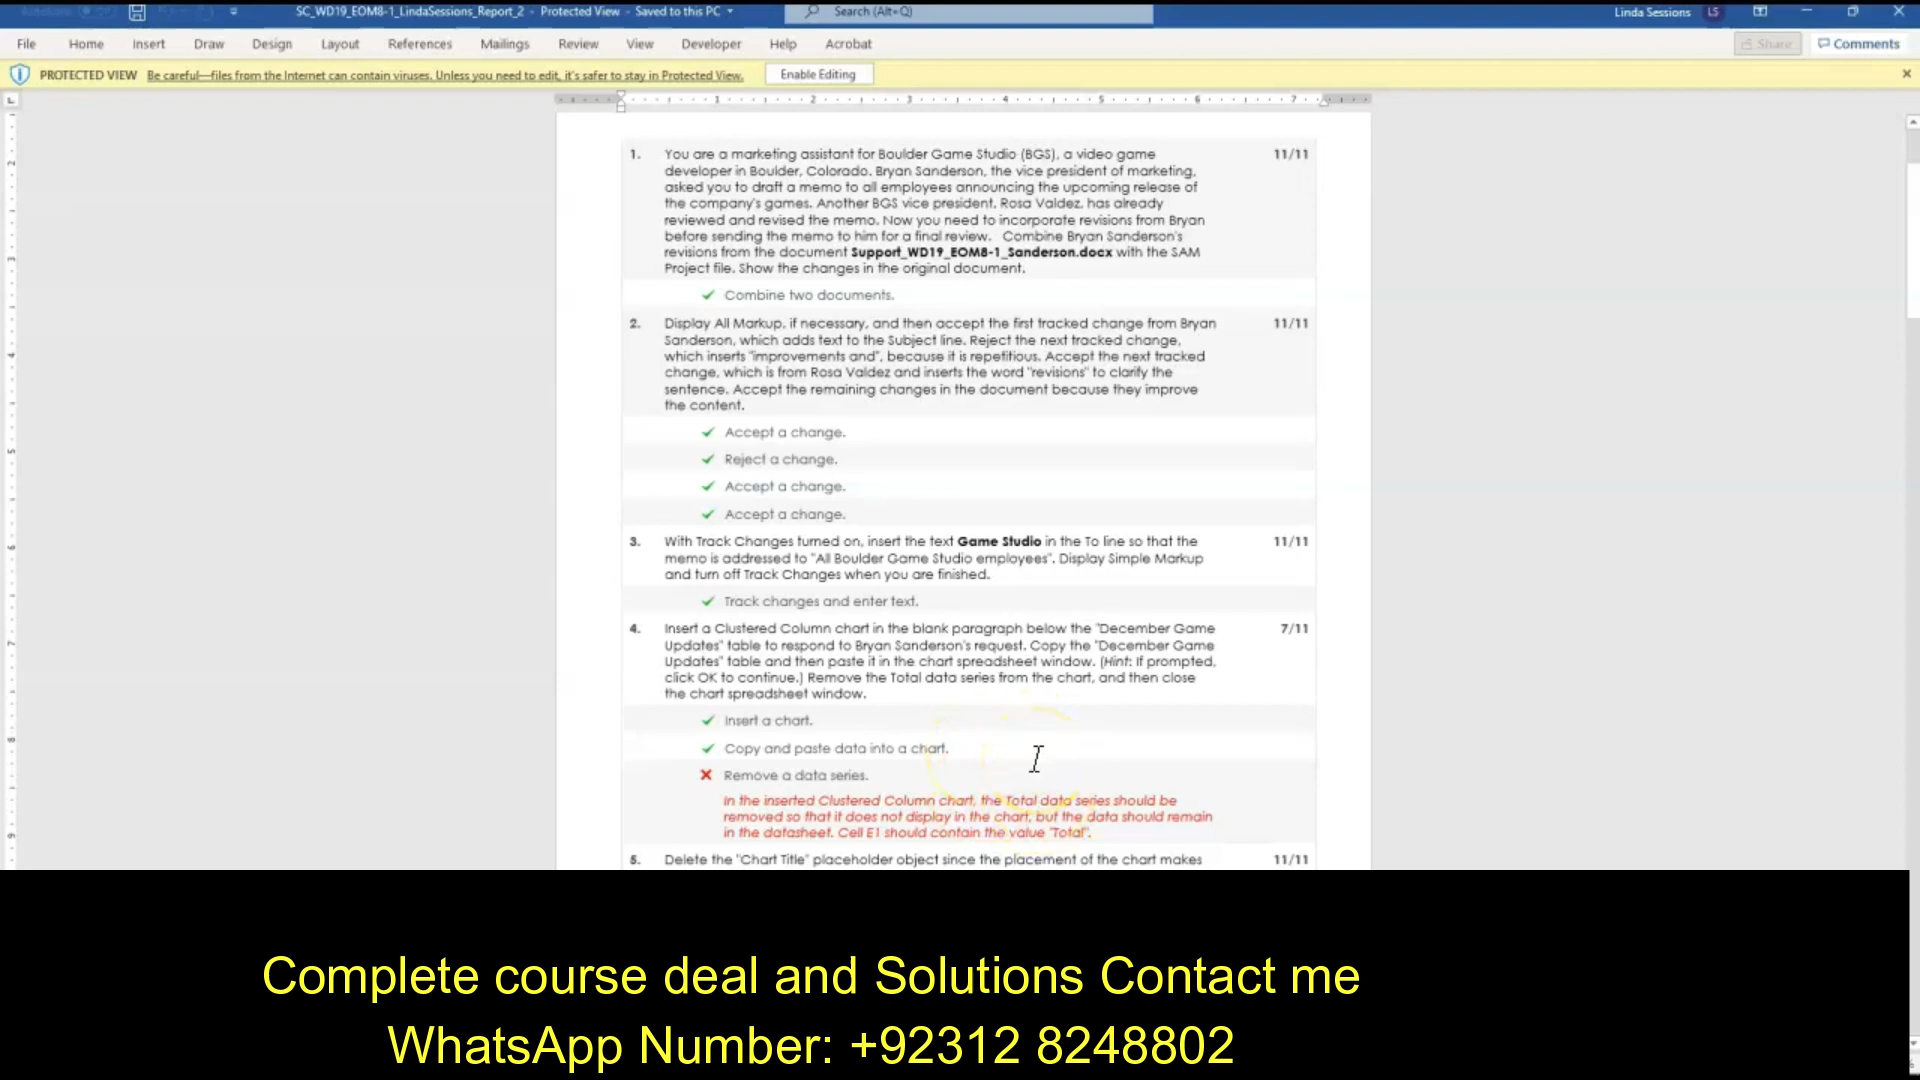 SC_WD19_EOM8-1_LindaSessions_Report_2 - Protected View - Saved to this PC
Search (Alt+Q)
Linda Sessions LS
File Home Insert Draw Design Layout References Mailings Review View Developer Help Acrobat Share Comments
PROTECTED VIEW Be careful—files from the Internet can contain viruses. Unless you need to edit, it's safer to stay in Protected View. Enable Editing
1 2 3 4 5 6 7
1. You are a marketing assistant for Boulder Game Studio (BGS), a video game 11/11
developer in Boulder, Colorado. Bryan Sanderson, the vice president of marketing,
asked you to draft a memo to all employees announcing the upcoming release of
the company's games. Another BGS vice president, Rosa Valdez, has already
reviewed and revised the memo. Now you need to incorporate revisions from Bryan
before sending the memo to him for a final review. Combine Bryan Sanderson's
revisions from the document Support_WD19_EOM8-1_Sanderson.docx with the SAM
Project file. Show the changes in the original document.
Combine two documents.
2. Display All Markup, if necessary, and then accept the first tracked change from Bryan 11/11
Sanderson, which adds text to the Subject line. Reject the next tracked change,
which inserts "improvements and", because it is repetitious. Accept the next tracked
change, which is from Rosa Valdez and inserts the word "revisions" to clarify the
sentence. Accept the remaining changes in the document because they improve
the content.
Accept a change.
Reject a change.
Accept a change.
Accept a change.
3. With Track Changes turned on, insert the text Game Studio in the To line so that the 11/11
memo is addressed to "All Boulder Game Studio employees". Display Simple Markup
and turn off Track Changes when you are finished.
Track changes and enter text.
4. Insert a Clustered Column chart in the blank paragraph below the "December Game 7/11
Updates" table to respond to Bryan Sanderson's request. Copy the "December Game
Updates" table and then paste it in the chart spreadsheet window. (Hint: If prompted,
click OK to continue.) Remove the Total data series from the chart, and then close
the chart spreadsheet window.
Insert a chart.
Copy and paste data into a chart.
Remove a data series.
In the inserted Clustered Column chart, the Total data series should be
removed so that it does not display in the chart, but the data should remain
in the datasheet. Cell E1 should contain the value "Total".
5. Delete the "Chart Title" placeholder object since the placement of the chart makes 11/11
Complete course deal and Solutions Contact me
WhatsApp Number: +92312 8248802